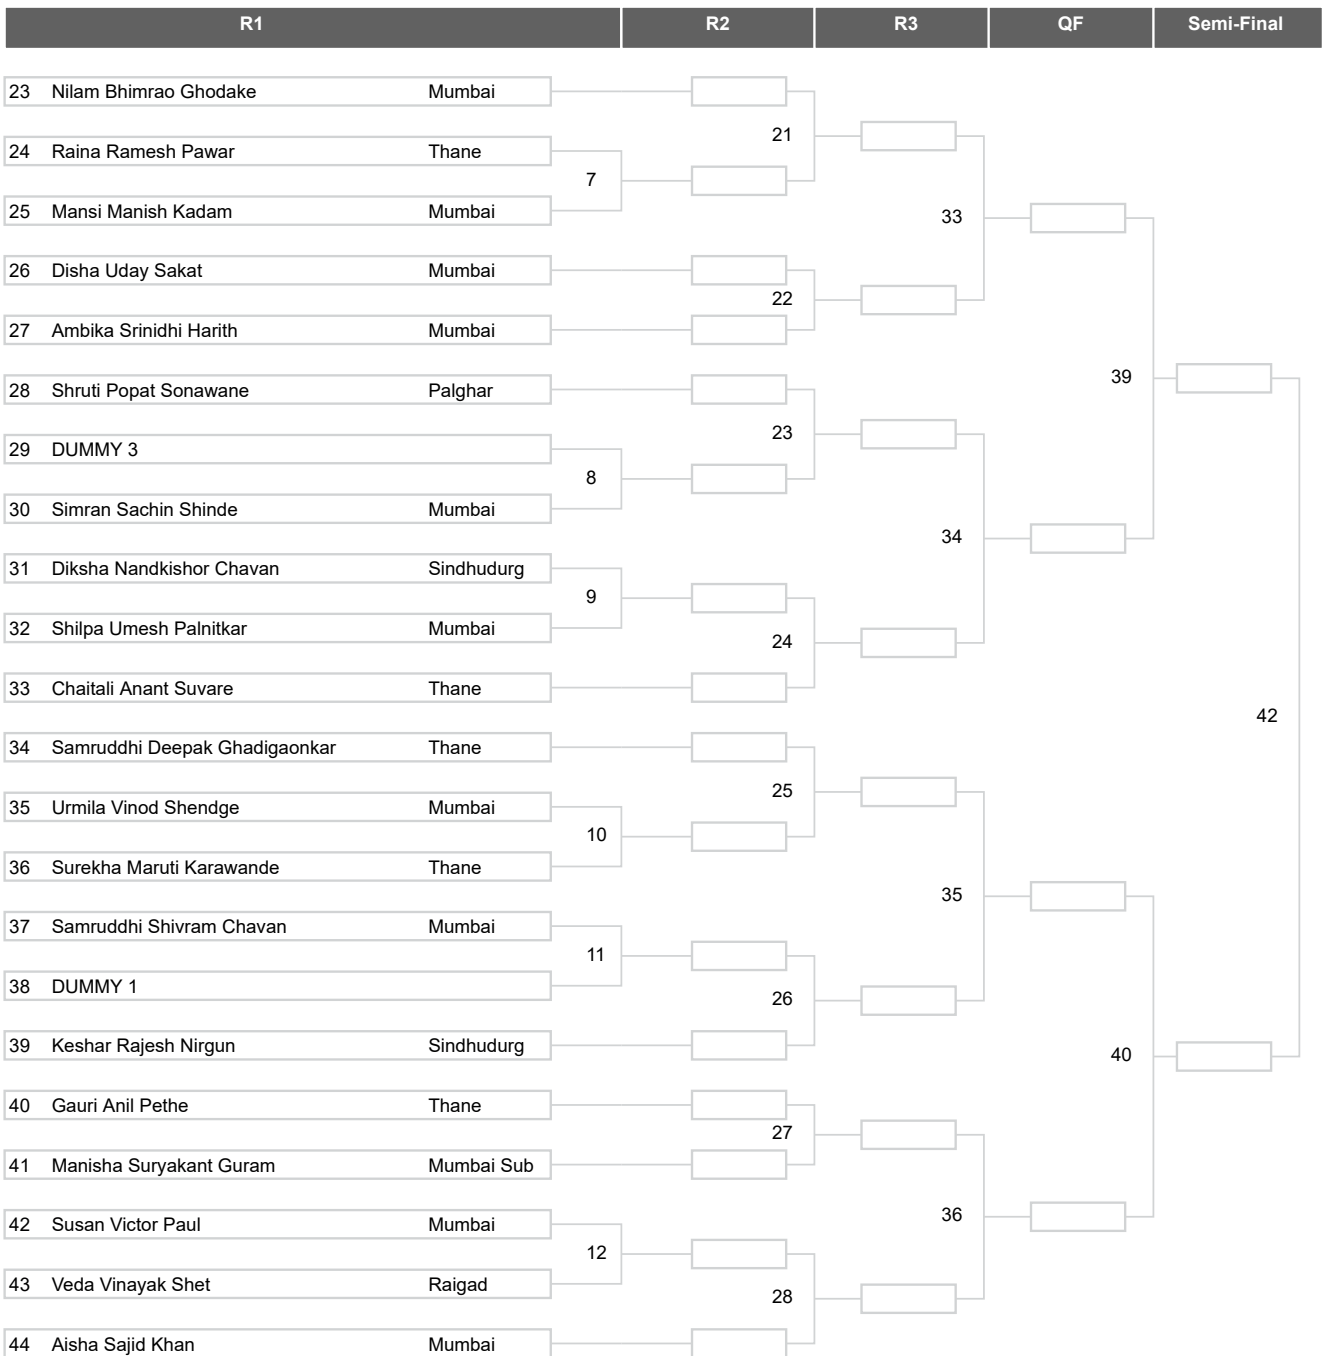 R1 R2 R3 QF Semi-Final
23 Nilam Bhimrao Ghodake Mumbai
21
24 Raina Ramesh Pawar Thane
7
25 Mansi Manish Kadam Mumbai
33
26 Disha Uday Sakat Mumbai
22
27 Ambika Srinidhi Harith Mumbai
39
28 Shruti Popat Sonawane Palghar
23
29 DUMMY 3
8
30 Simran Sachin Shinde Mumbai
34
31 Diksha Nandkishor Chavan Sindhudurg
9
32 Shilpa Umesh Palnitkar Mumbai
24
33 Chaitali Anant Suvare Thane
42
34 Samruddhi Deepak Ghadigaonkar Thane
25
35 Urmila Vinod Shendge Mumbai
10
36 Surekha Maruti Karawande Thane
35
37 Samruddhi Shivram Chavan Mumbai
11
38 DUMMY 1
26
39 Keshar Rajesh Nirgun Sindhudurg
40
40 Gauri Anil Pethe Thane
27
41 Manisha Suryakant Guram Mumbai Sub
36
42 Susan Victor Paul Mumbai
12
43 Veda Vinayak Shet Raigad
28
44 Aisha Sajid Khan Mumbai